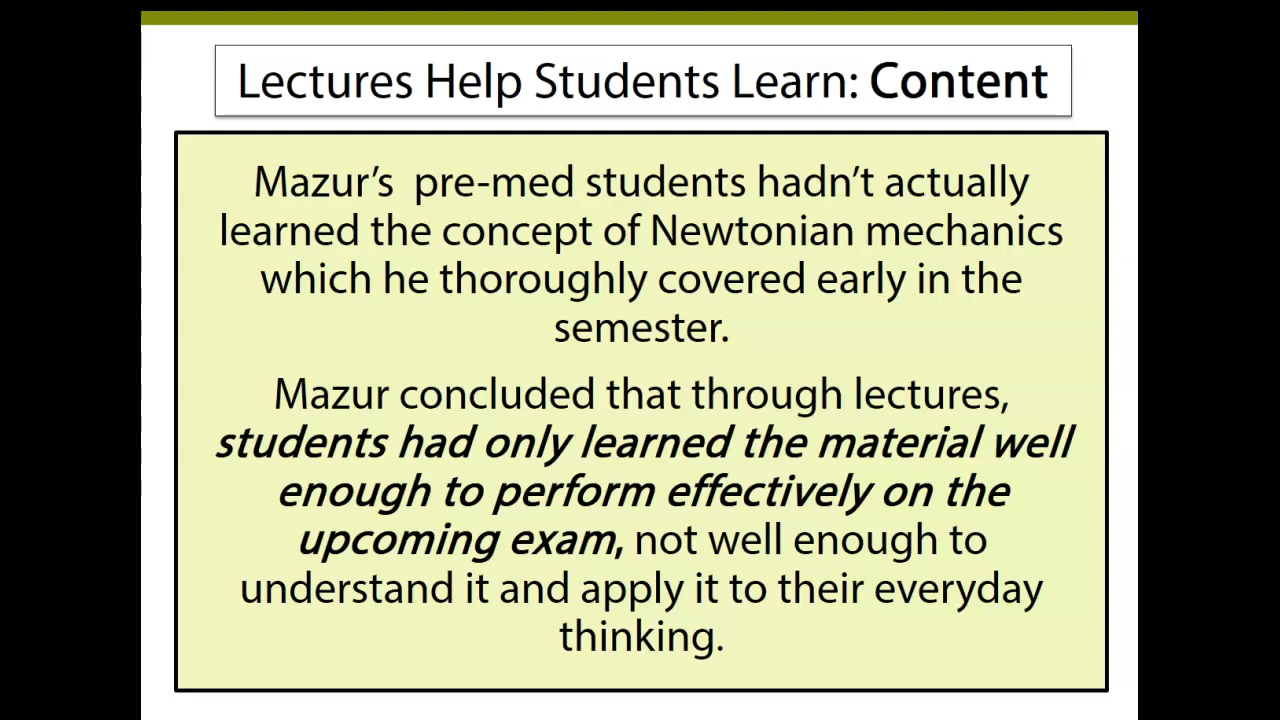 Lectures Help Students Learn: Content
Mazur’s  pre-med students hadn’t actually
learned the concept of Newtonian mechanics
which he thoroughly covered early in the
semester.
Mazur concluded that through lectures,
students had only learned the material well
enough to perform effectively on the
upcoming exam, not well enough to
understand it and apply it to their everyday
thinking.